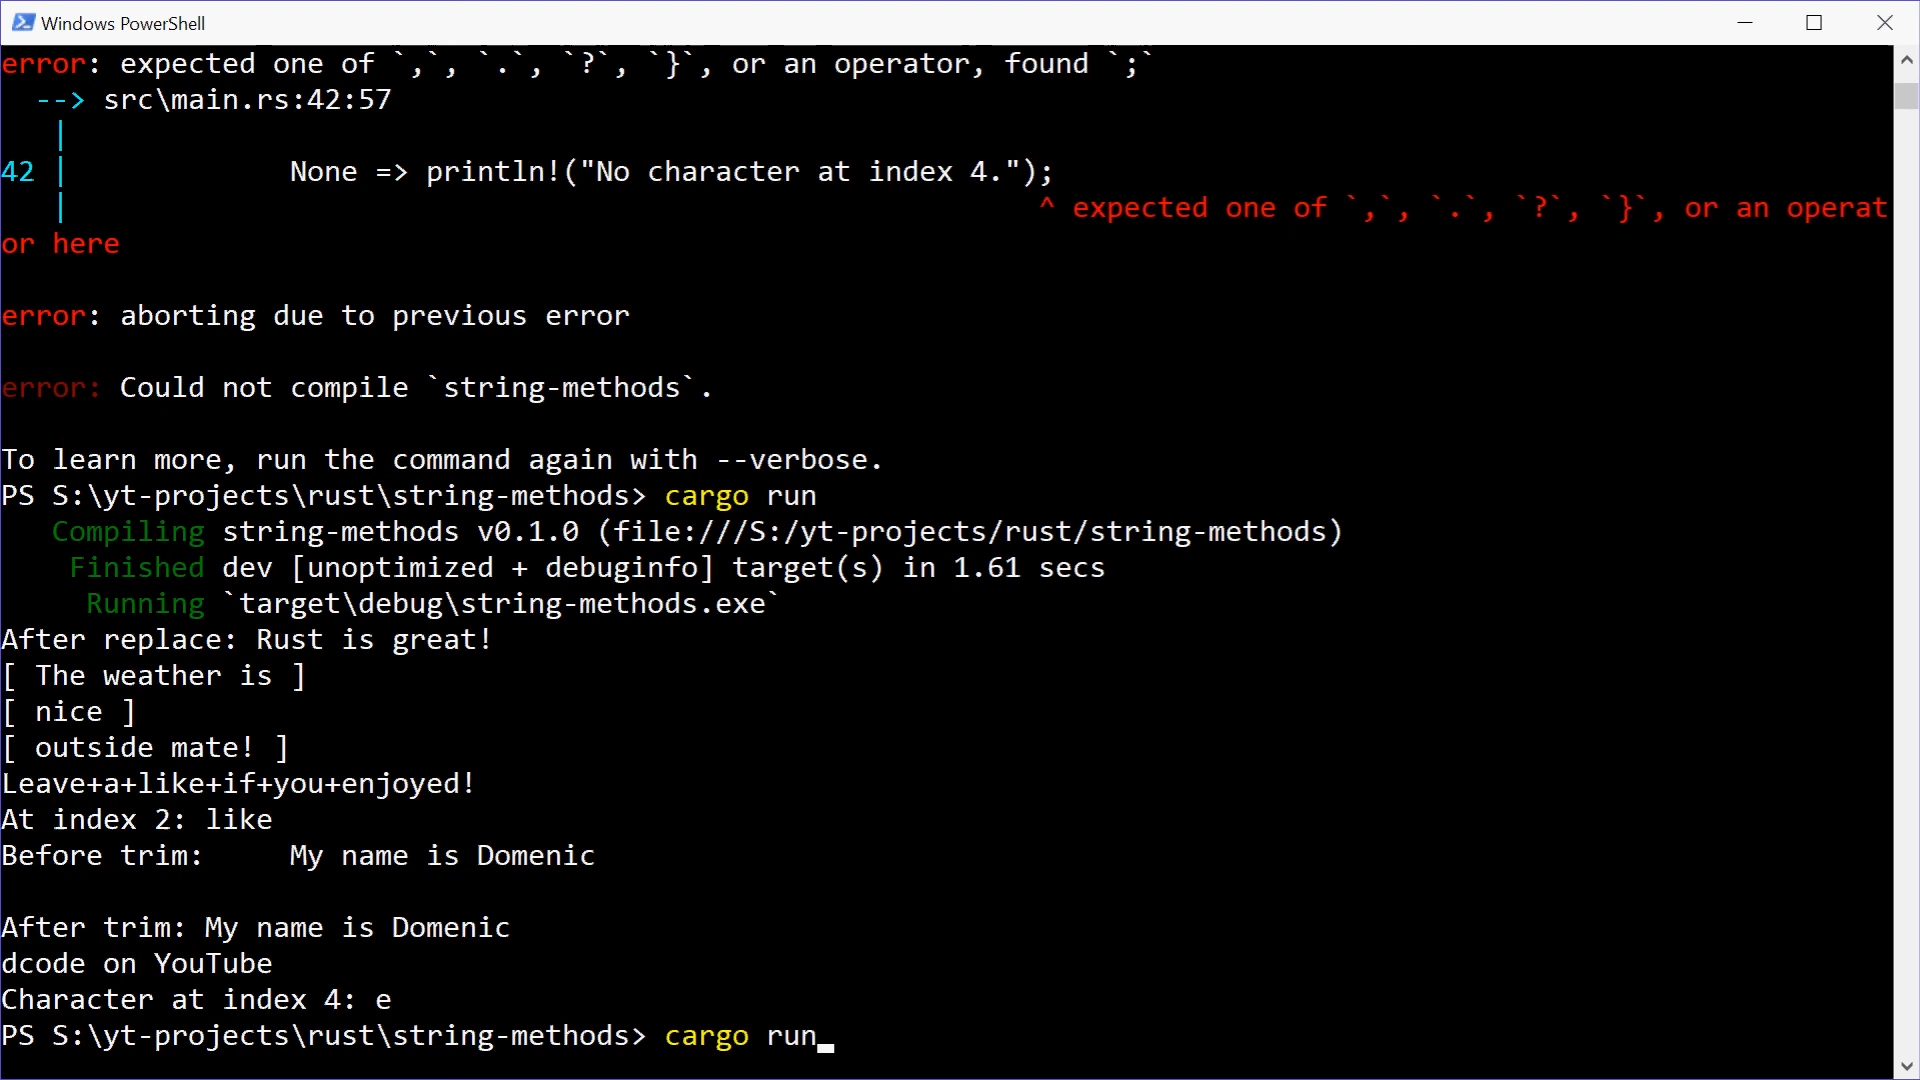 Windows PowerShell
error: expected one of `,`, `.`, `?`, `}`, or an operator, found `;`
  --> src\main.rs:42:57
   |
42 |             None => println!("No character at index 4.");
   |                                                         ^ expected one of `,`, `.`, `?`, `}`, or an operat
or here
error: aborting due to previous error
error: Could not compile `string-methods`.
To learn more, run the command again with --verbose.
PS S:\yt-projects\rust\string-methods> cargo run
   Compiling string-methods v0.1.0 (file:///S:/yt-projects/rust/string-methods)
    Finished dev [unoptimized + debuginfo] target(s) in 1.61 secs
     Running `target\debug\string-methods.exe`
After replace: Rust is great!
[ The weather is ]
[ nice ]
[ outside mate! ]
Leave+a+like+if+you+enjoyed!
At index 2: like
Before trim:     My name is Domenic
After trim: My name is Domenic
dcode on YouTube
Character at index 4: e
PS S:\yt-projects\rust\string-methods> cargo run